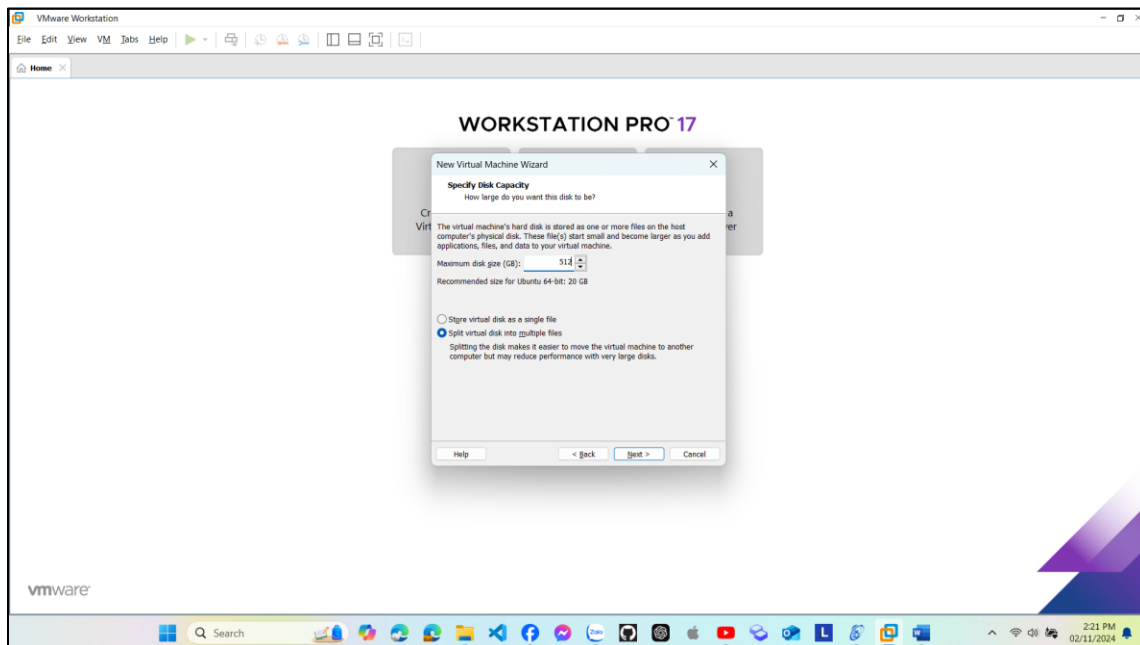 VMware Workstation
File Edit View VM Tabs Help
Home
WORKSTATION PRO™ 17
New Virtual Machine Wizard
Specify Disk Capacity
How large do you want this disk to be?
Cr
a
Virt
ver
The virtual machine's hard disk is stored as one or more files on the host
computer's physical disk. These file(s) start small and become larger as you add
applications, files, and data to your virtual machine.
Maximum disk size (GB): 512
Recommended size for Ubuntu 64-bit: 20 GB
Store virtual disk as a single file
Split virtual disk into multiple files
Splitting the disk makes it easier to move the virtual machine to another
computer but may reduce performance with very large disks.
Help < Back Next > Cancel
vmware
Search
Zalo
L
2:21 PM
02/11/2024